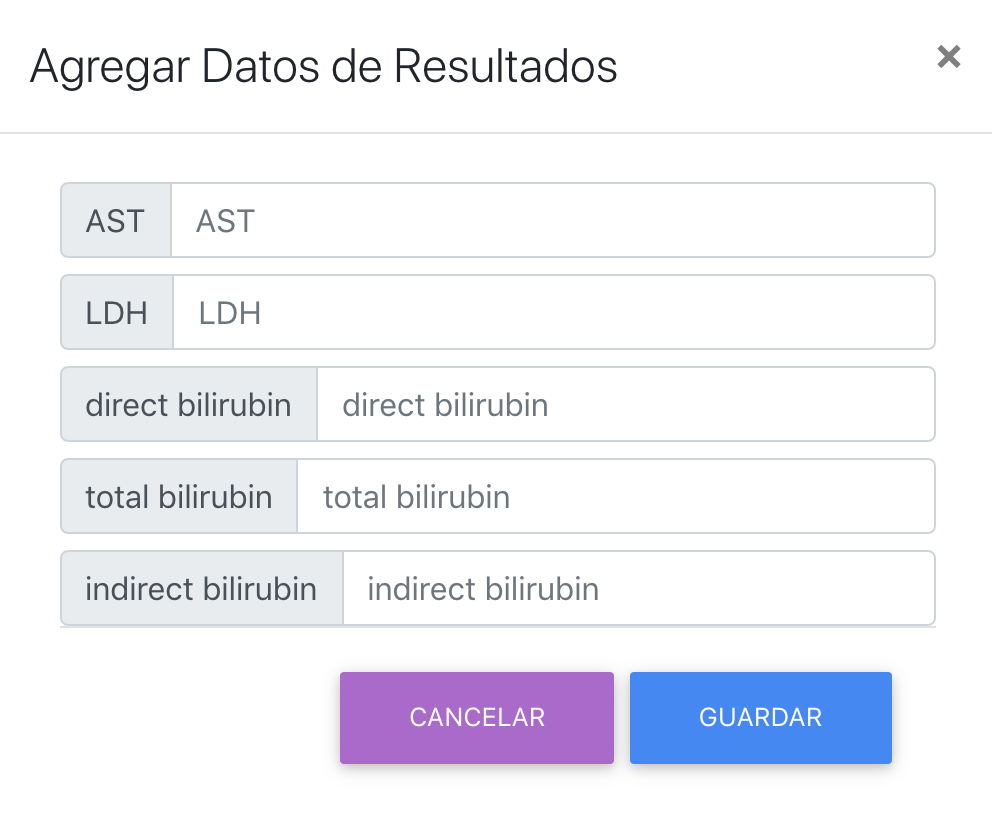 Agregar Datos de Resultados ×
AST AST
LDH LDH
direct bilirubin direct bilirubin
total bilirubin total bilirubin
indirect bilirubin indirect bilirubin
CANCELAR GUARDAR